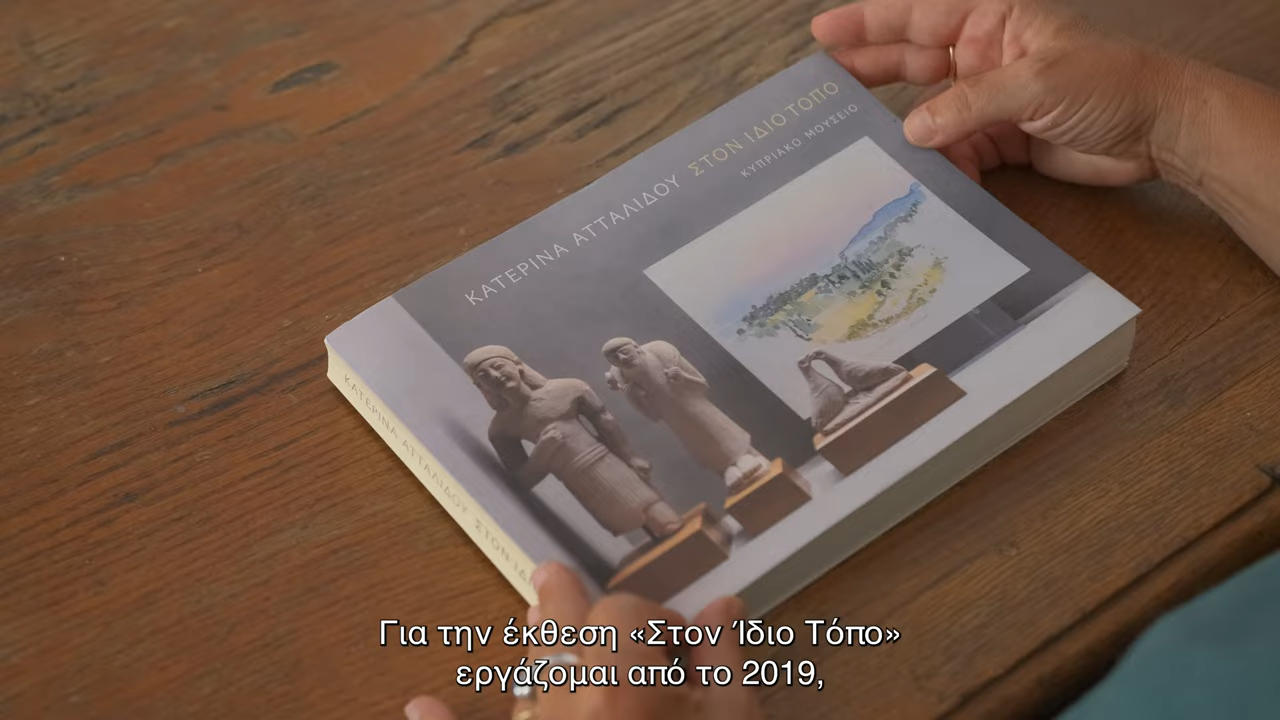 ΚΑΤΕΡΙΝΑ ΑΤΤΑΛΙΔΟΥ ΣΤΟΝ ΙΔΙΟ ΤΟΠΟ
ΚΥΠΡΙΑΚΟ ΜΟΥΣΕΙΟ
ΚΑΤΕΡΙΝΑ ΑΤΤΑΛΙΔΟΥ ΣΤΟΝ
Για την έκθεση «Στον Ίδιο Τόπο»
εργάζομαι από το 2019,